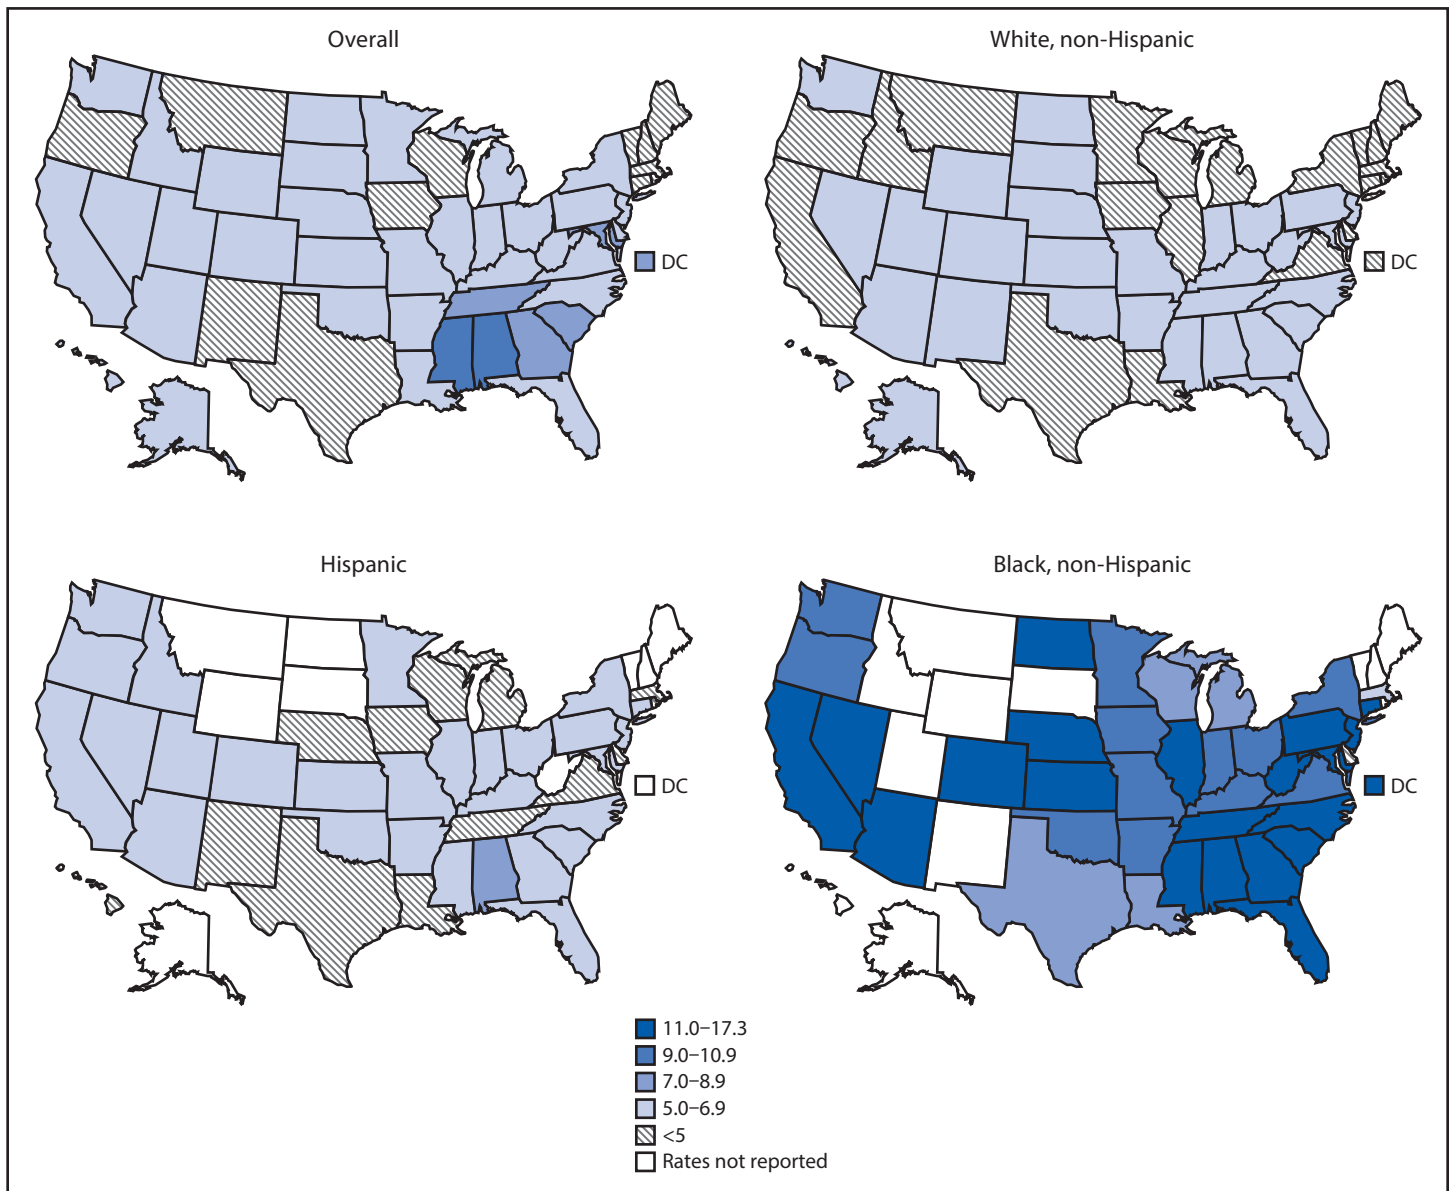 Overall
White, non-Hispanic
DC
DC
Hispanic
Black, non-Hispanic
DC
DC
11.0–17.3
9.0–10.9
7.0–8.9
5.0–6.9
<5
Rates not reported